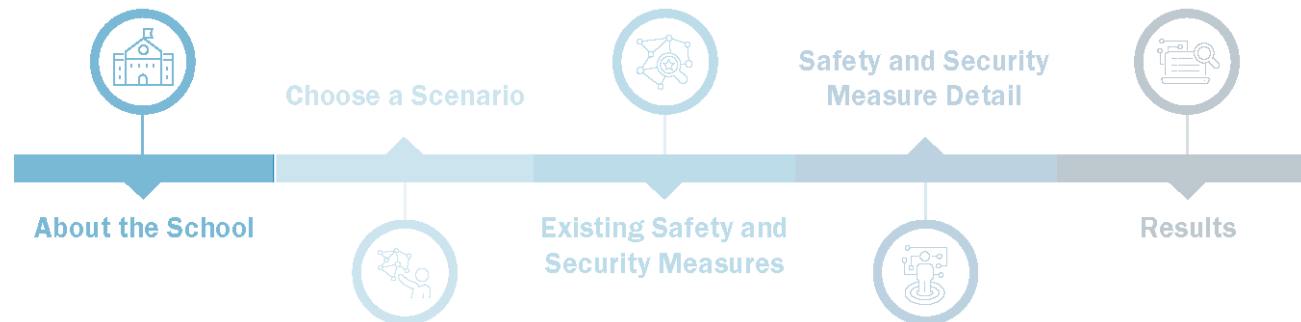 About the School
Choose a Scenario
Existing Safety and
Security Measures
Safety and Security
Measure Detail
Results